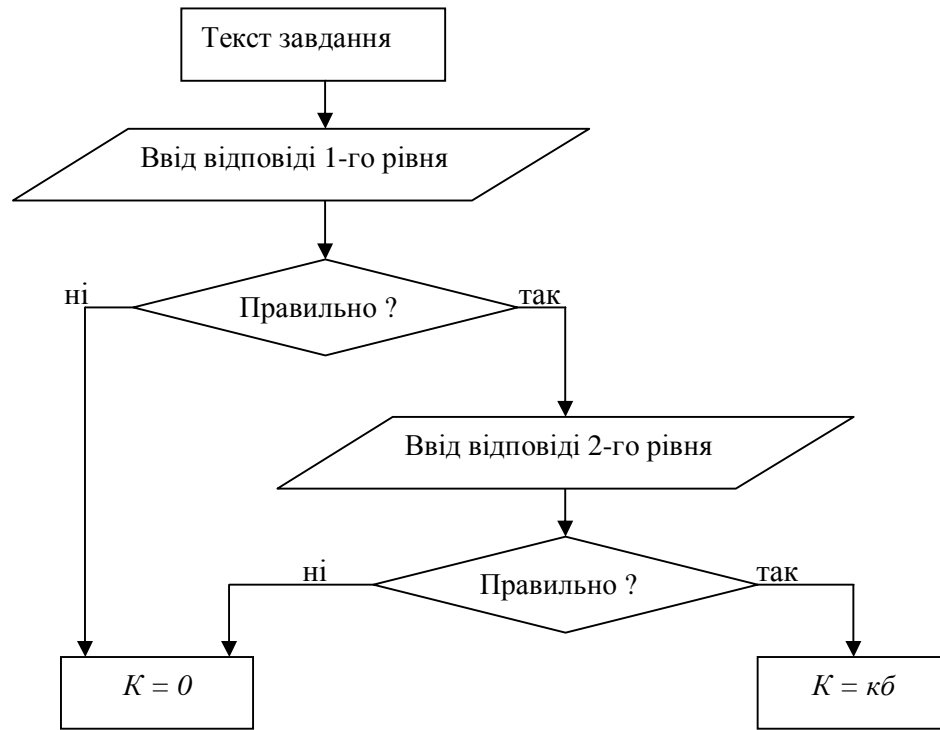 Текст завдання
Ввід відповіді 1-го рівня
ні
Правильно ?
так
Ввід відповіді 2-го рівня
ні
Правильно ?
так
К = 0
К = кб